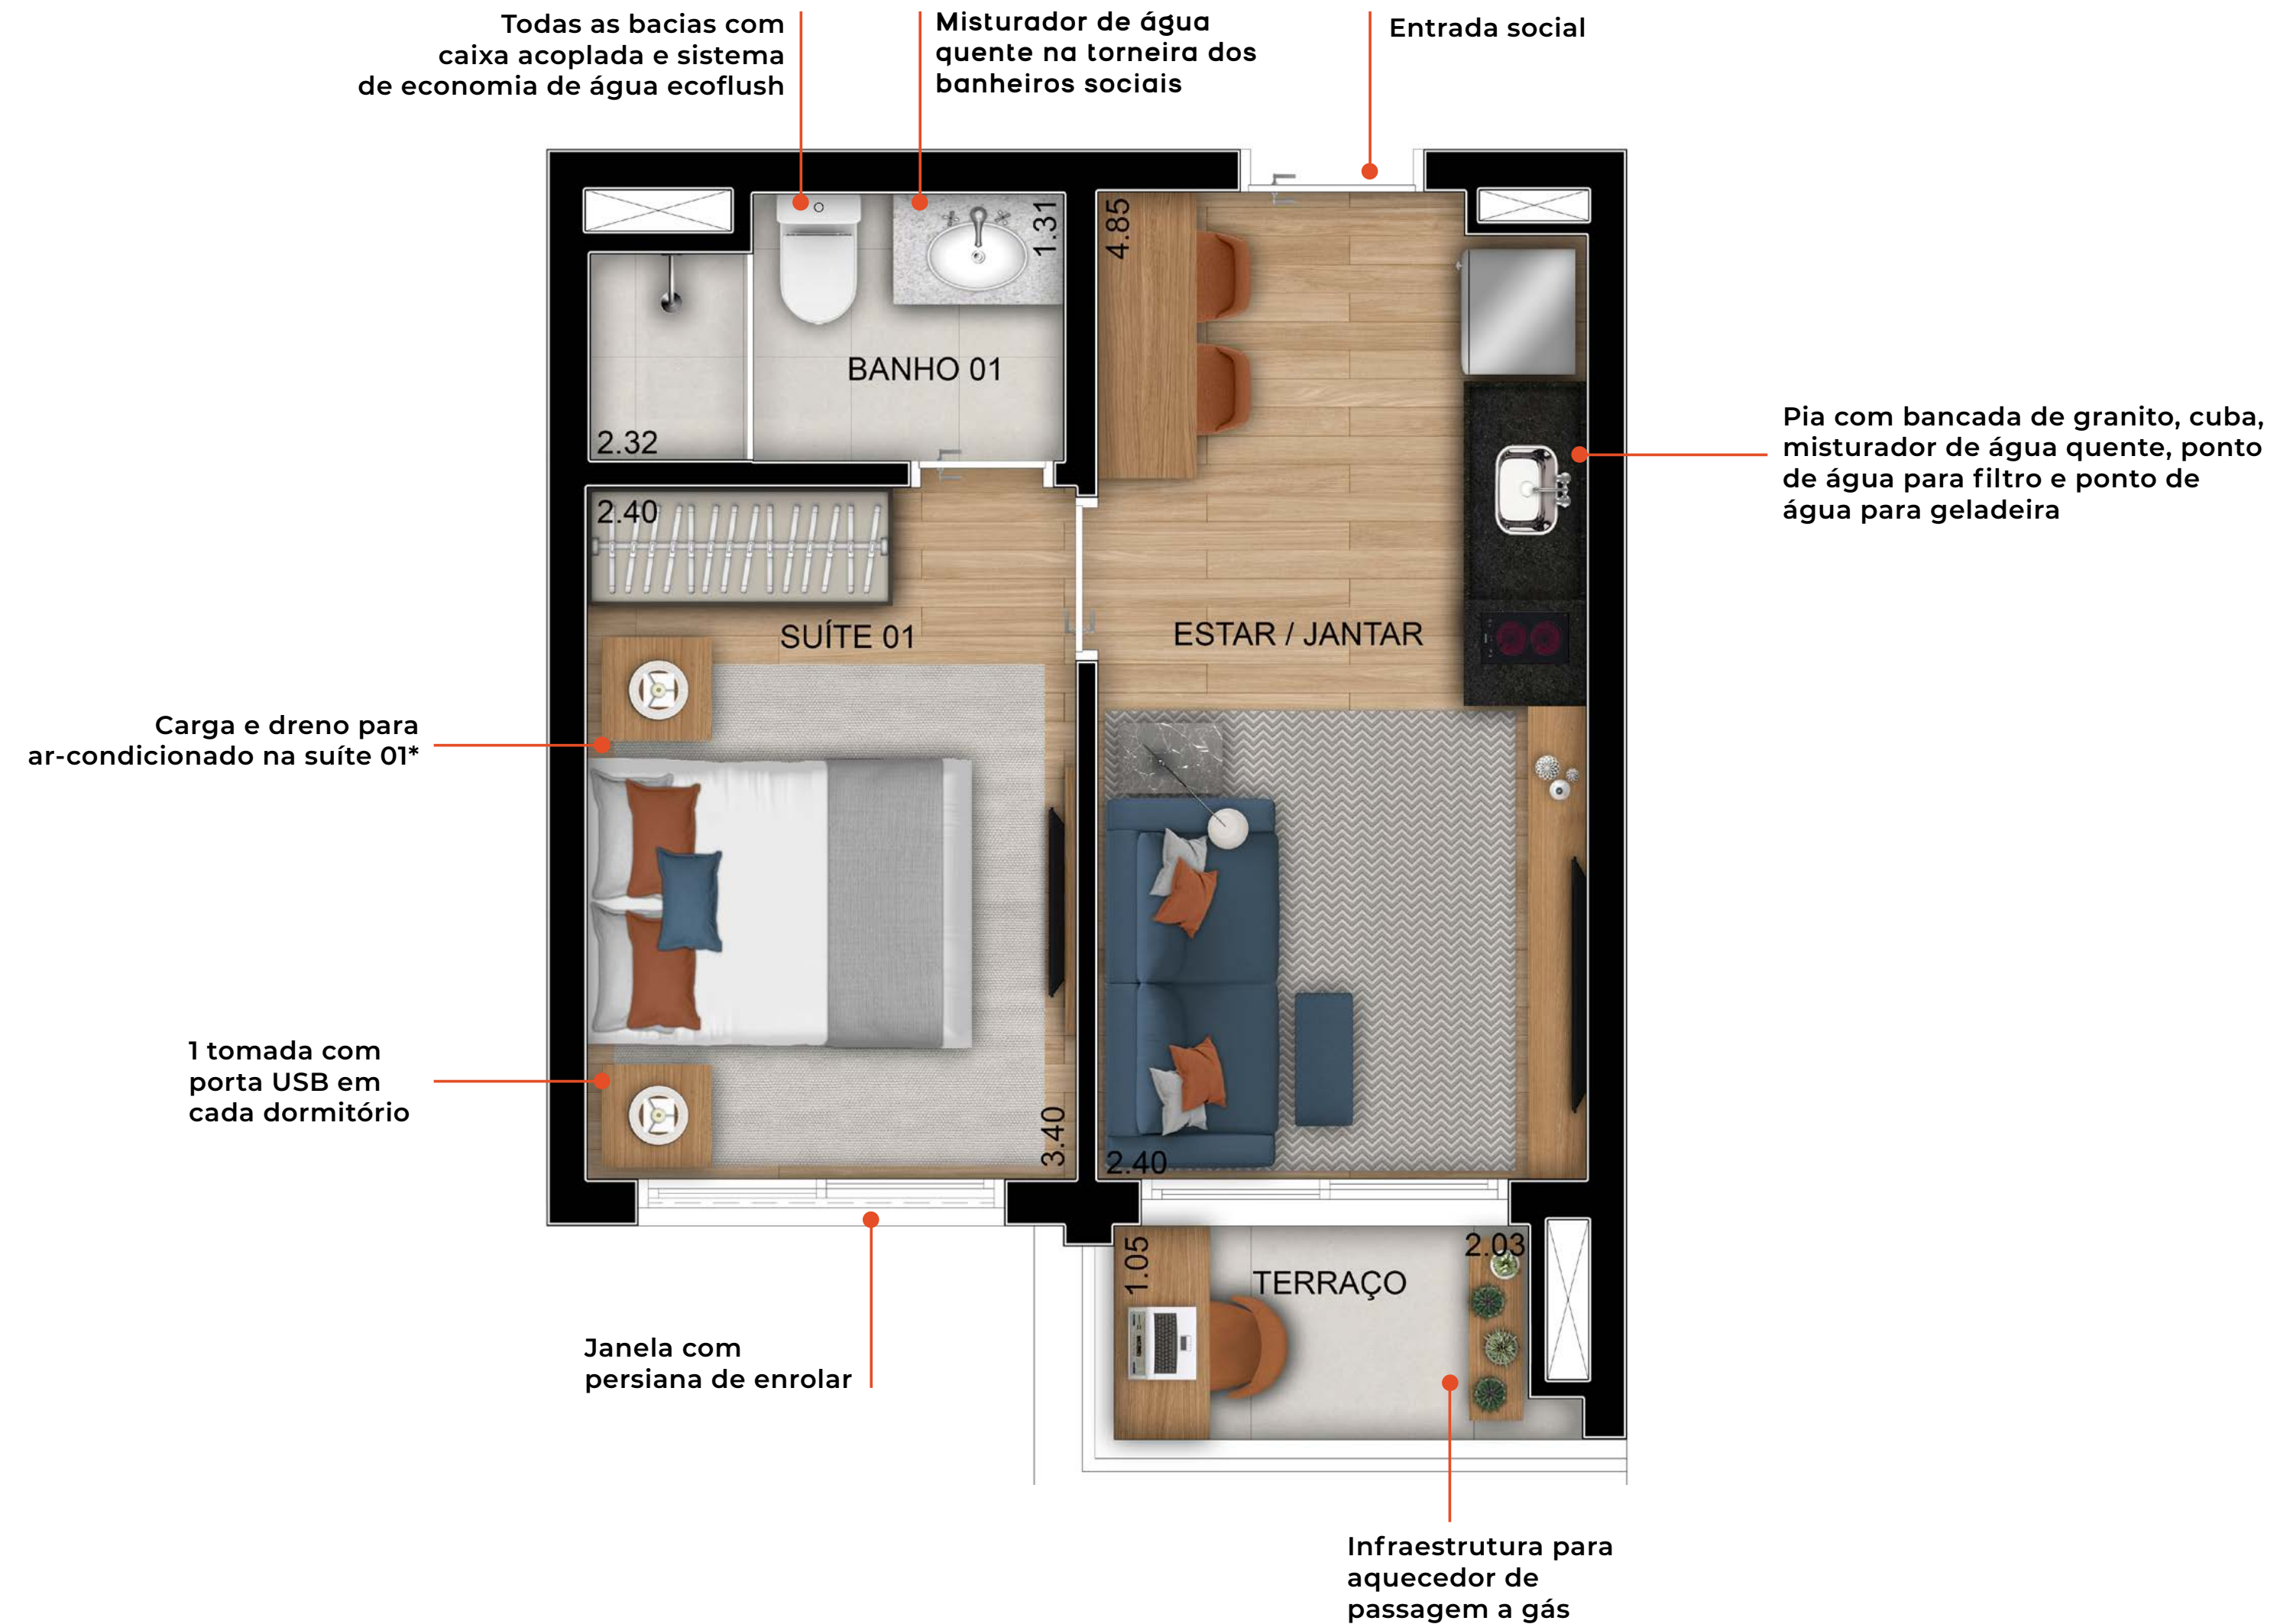 Todas as bacias com
caixa acoplada e sistema
de economia de água ecoflush
Misturador de água
quente na torneira dos
banheiros sociais
Entrada social
1.31
4.85
BANHO 01
2.32
Pia com bancada de granito, cuba,
misturador de água quente, ponto
de água para filtro e ponto de
água para geladeira
2.40
SUÍTE 01
ESTAR / JANTAR
Carga e dreno para
ar-condicionado na suíte 01*
1 tomada com
porta USB em
cada dormitório
3.40
2.40
1.05
2.03
TERRAÇO
Janela com
persiana de enrolar
Infraestrutura para
aquecedor de
passagem a gás